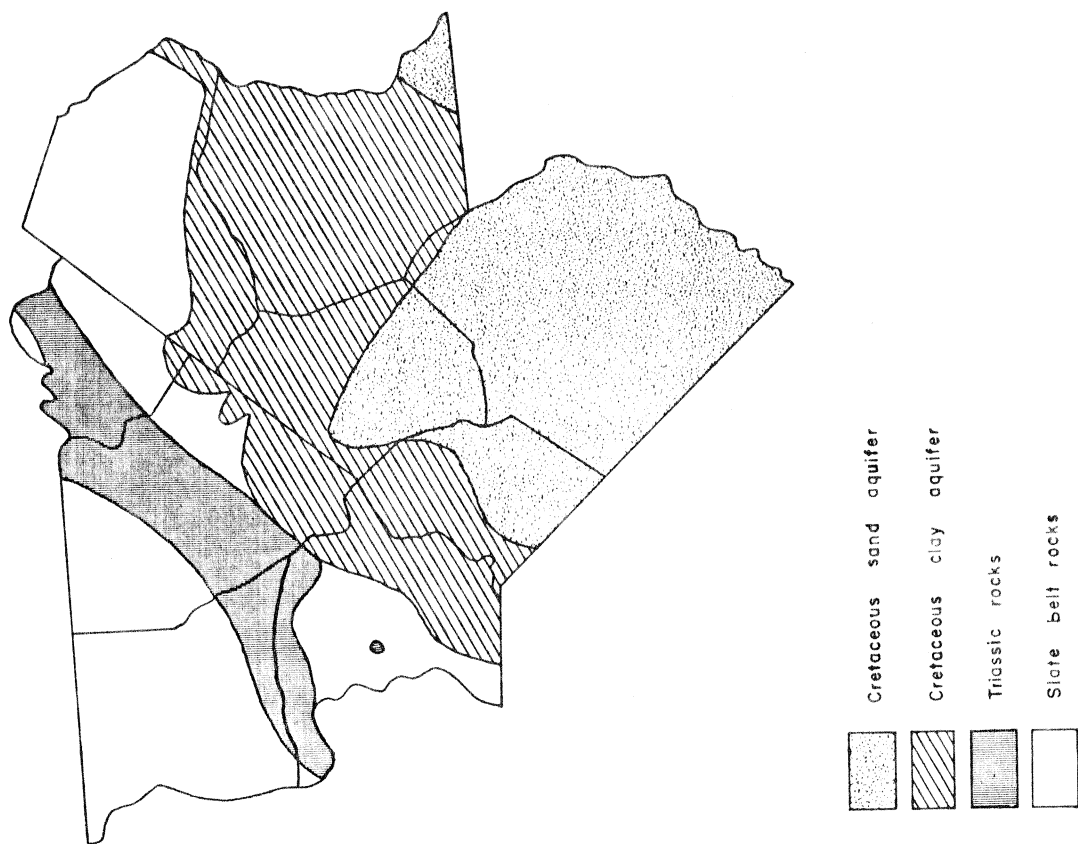 Cretaceous sand aquifer
Cretaceous clay aquifer
Triassic rocks
Slate belt rocks